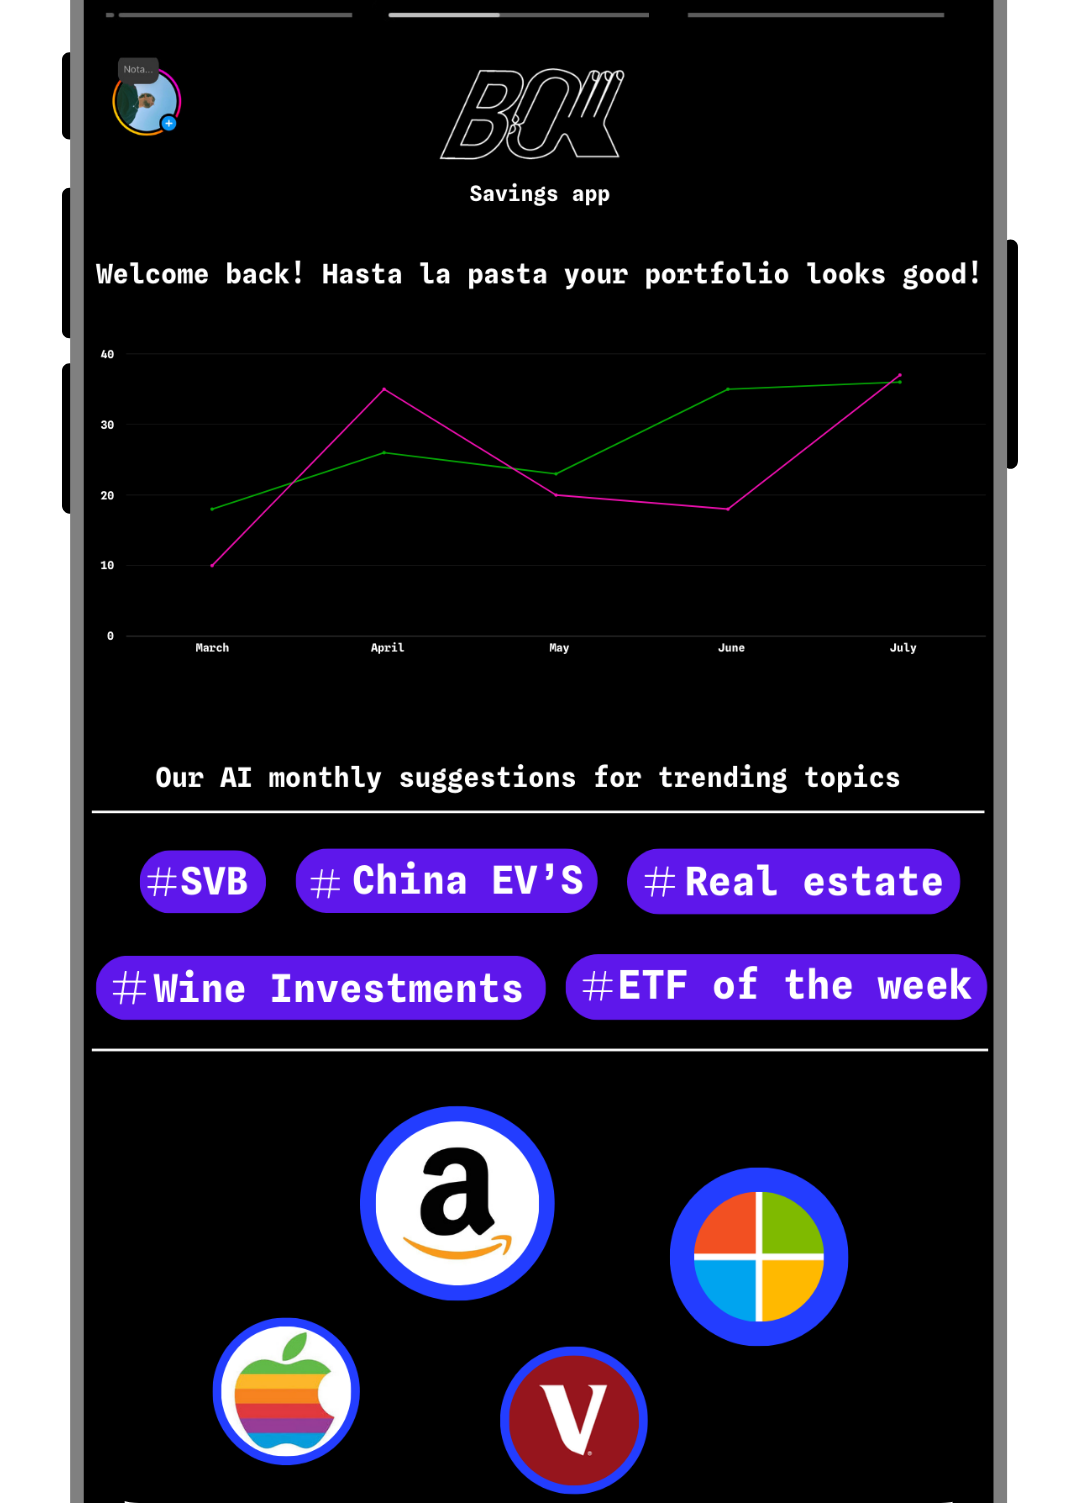 Nota...
BOW
Savings app
Welcome back! Hasta la pasta your portfolio looks good!
40
30
20
10
0
March April May June July
Our AI monthly suggestions for trending topics
#SVB # China EV'S #Real estate
#Wine Investments #ETF of the week
a
V